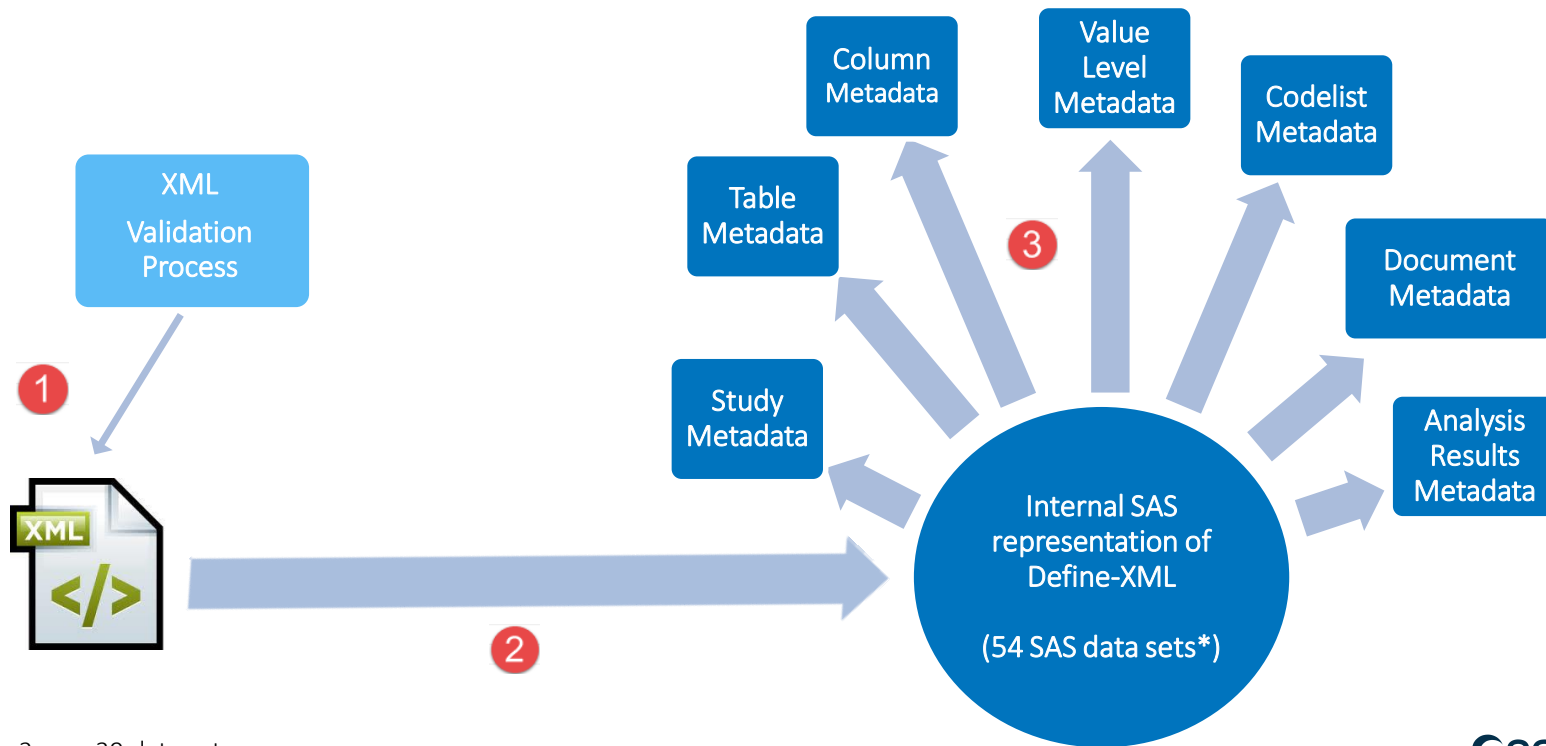 XML
Validation
Process
1
XML
</>
2
Study
Metadata
Table
Metadata
Column
Metadata
Value
Level
Metadata
Codelist
Metadata
Document
Metadata
Analysis
Results
Metadata
3
Internal SAS
representation of
Define-XML
(54 SAS data sets*)